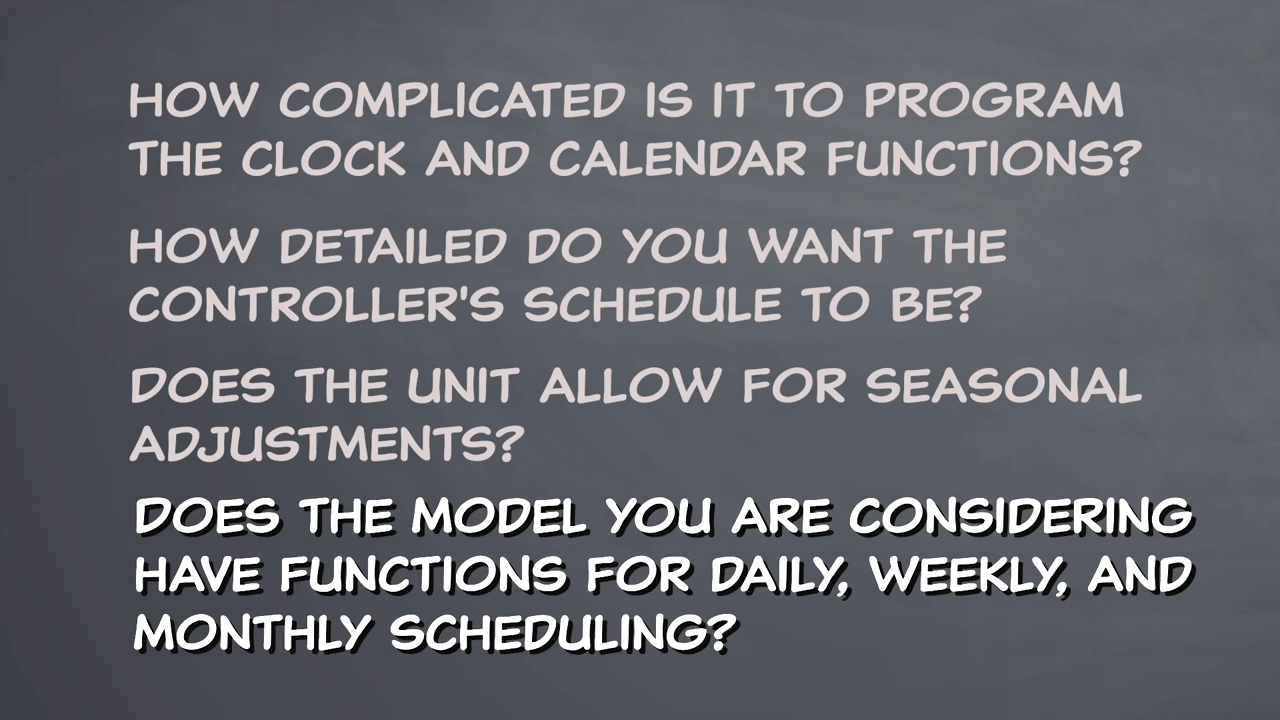 HOW COMPLICATED IS IT TO PROGRAM
THE CLOCK AND CALENDAR FUNCTIONS?
HOW DETAILED DO YOU WANT THE
CONTROLLER'S SCHEDULE TO BE?
DOES THE UNIT ALLOW FOR SEASONAL
ADJUSTMENTS?
DOES THE MODEL YOU ARE CONSIDERING
HAVE FUNCTIONS FOR DAILY, WEEKLY, AND
MONTHLY SCHEDULING?